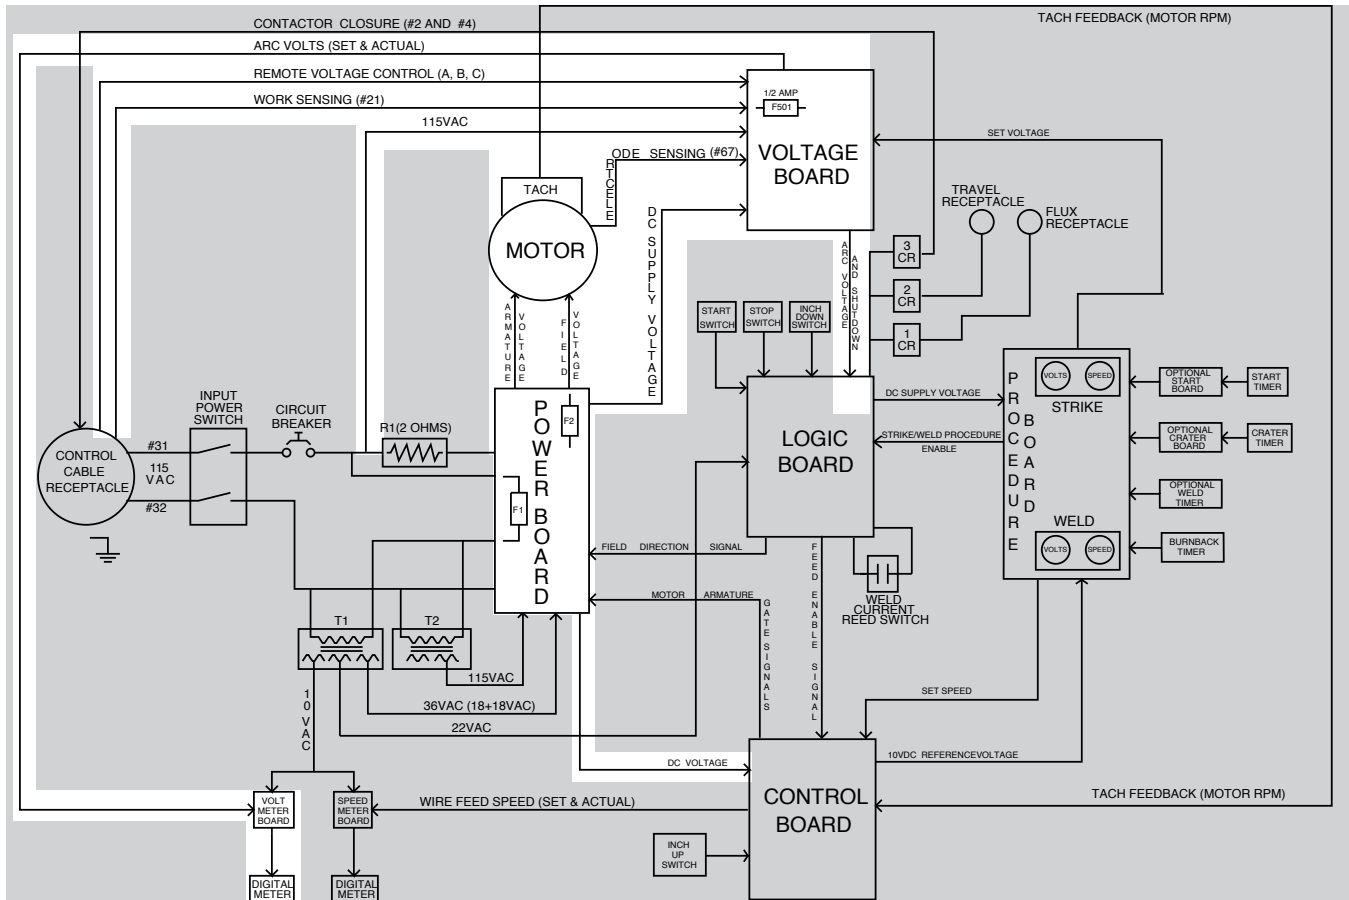 CONTACTOR CLOSURE (#2 AND #4)
TACH FEEDBACK (MOTOR RPM)
ARC VOLTS (SET & ACTUAL)
REMOTE VOLTAGE CONTROL (A, B, C)
WORK SENSING (#21)
115VAC
1/2 AMP
F501
VOLTAGE
BOARD
SET VOLTAGE
ODE SENSING (#67)
RTCELE
TACH
MOTOR
DC SUPPLY VOLTAGE
TRAVEL
RECEPTACLE
FLUX
RECEPTACLE
ARC VOLTAGE
AND SHUTDOWN
3
CR
2
CR
1
CR
START
SWITCH
STOP
SWITCH
INCH
DOWN
SWITCH
ARMATURE
VOLTAGE
FIELD
VOLTAGE
INPUT
POWER
SWITCH
CIRCUIT
BREAKER
R1(2 OHMS)
POWER BOARD
F2
F1
CONTROL
CABLE
RECEPTACLE
#31
115
VAC
#32
LOGIC
BOARD
DC SUPPLY VOLTAGE
STRIKE/WELD PROCEDURE
ENABLE
PROCEDURE
BOARD
VOLTS
SPEED
STRIKE
WELD
VOLTS
SPEED
OPTIONAL
START
BOARD
START
TIMER
OPTIONAL
CRATER
BOARD
CRATER
TIMER
OPTIONAL
WELD
TIMER
BURNBACK
TIMER
FIELD DIRECTION SIGNAL
MOTOR ARMATURE
GATE SIGNALS
FEED ENABLE SIGNAL
WELD
CURRENT
REED SWITCH
T1
T2
115VAC
36VAC (18+18VAC)
22VAC
10 VAC
SET SPEED
10VDC REFERENCEVOLTAGE
DC VOLTAGE
CONTROL
BOARD
TACH FEEDBACK (MOTOR RPM)
WIRE FEED SPEED (SET & ACTUAL)
VOLT
METER
BOARD
SPEED
METER
BOARD
INCH
UP
SWITCH
DIGITAL
METER
DIGITAL
METER